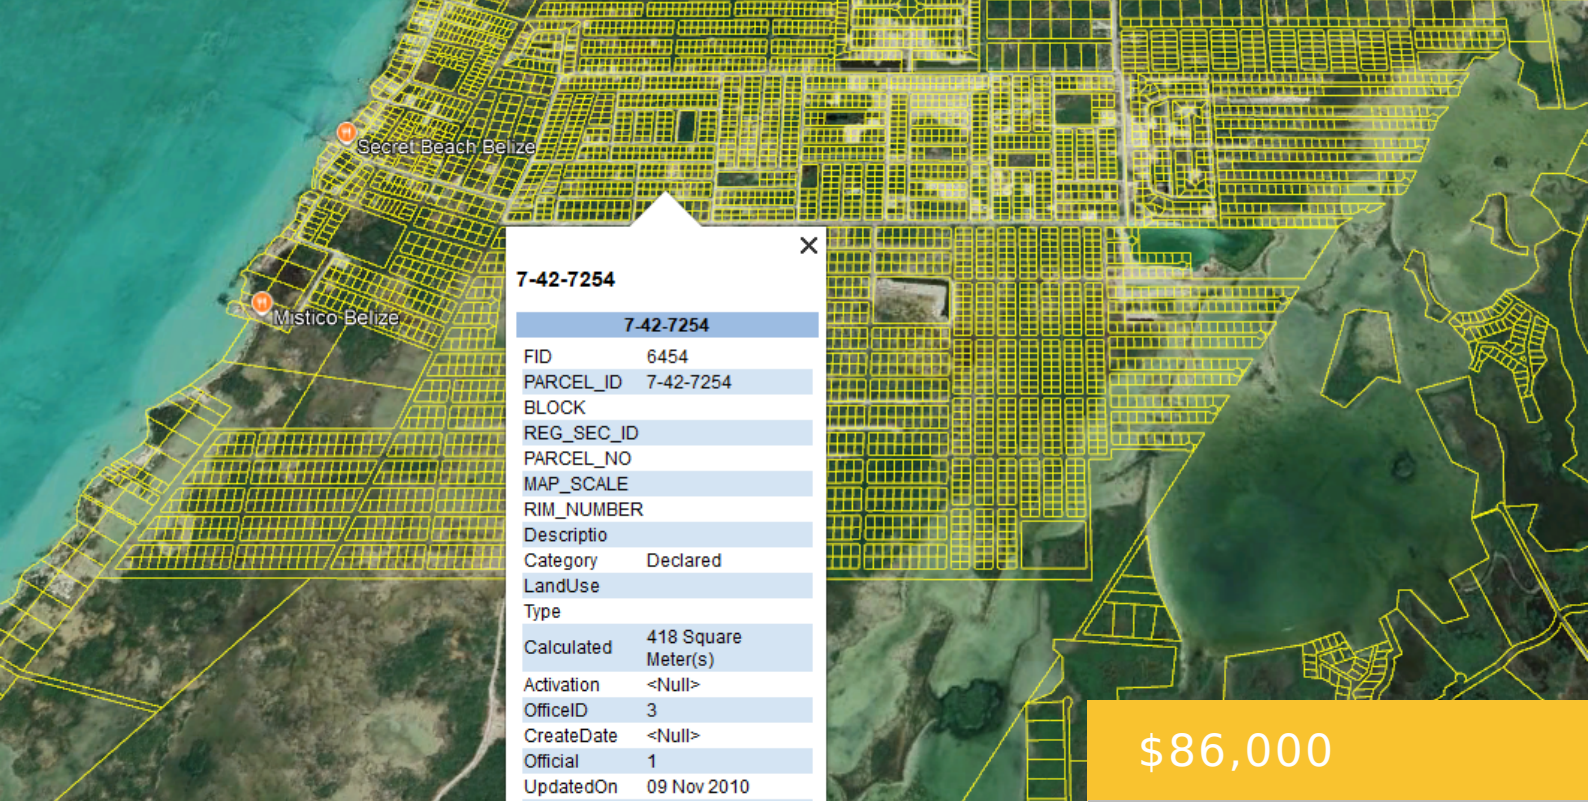 Secret Beach Belize
Mistico Belize
7-42-7254
7-42-7254
FID 6454
PARCEL_ID 7-42-7254
BLOCK
REG_SEC_ID
PARCEL_NO
MAP_SCALE
RIM_NUMBER
Descriptio
Category Declared
LandUse
Type
Calculated 418 Square
Meter(s)
Activation <Null>
OfficeID 3
CreateDate <Null>
Official 1
UpdatedOn 09 Nov 2010
$86,000